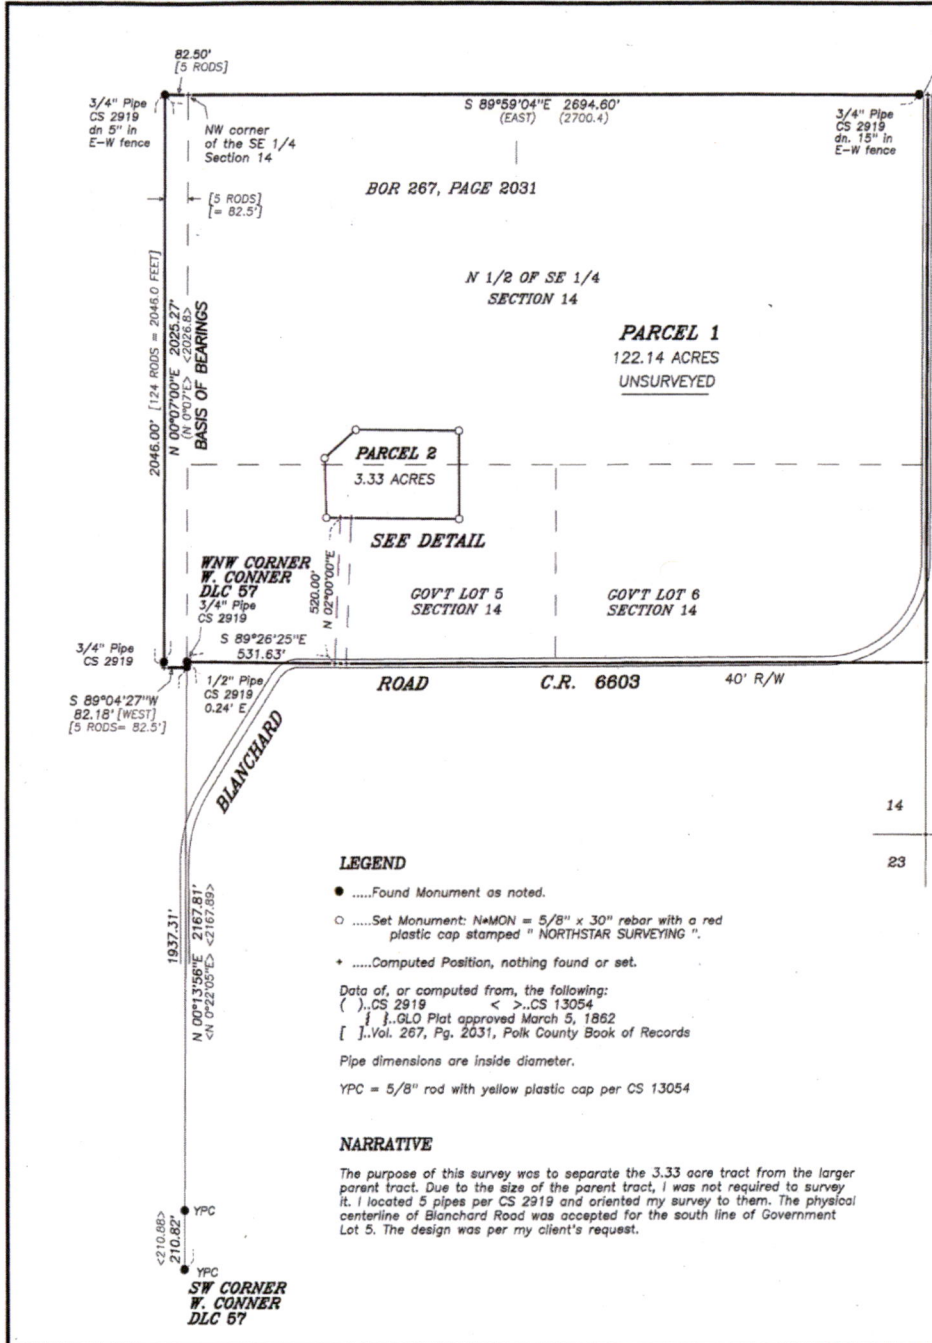 82.50'
[5 RODS]
3/4" Pipe
CS 2919
dn 5" in
E-W fence
NW corner
of the SE 1/4
Section 14
S 89°59'04"E 2694.60'
(EAST) (2700.4)
3/4" Pipe
CS 2919
dn. 15" in
E-W fence
[5 RODS]
[= 82.5']
BOR 267, PAGE 2031
N 1/2 OF SE 1/4
SECTION 14
PARCEL 1
122.14 ACRES
UNSURVEYED
2046.00' [124 RODS = 2046.0 FEET]
N 00°07'00"E 2025.27'
(N 0°07'E) <2026.8>
BASIS OF BEARINGS
PARCEL 2
3.33 ACRES
SEE DETAIL
WNW CORNER
W. CONNER
DLC 57
3/4" Pipe
CS 2919
520.00'
N 02°00'00"E
GOV'T LOT 5
SECTION 14
GOV'T LOT 6
SECTION 14
S 89°26'25"E
531.63'
3/4" Pipe
CS 2919
1/2" Pipe
CS 2919
0.24' E
S 89°04'27"W
82.18' [WEST]
[5 RODS= 82.5']
ROAD C.R. 6603 40' R/W
BLANCHARD
14
23
1937.31'
N 00°13'56"E 2167.81'
<N 0°22'05"E> <2167.89>
LEGEND
● .....Found Monument as noted.
○ .....Set Monument: N*MON = 5/8" x 30" rebar with a red
plastic cap stamped " NORTHSTAR SURVEYING ".
+ .....Computed Position, nothing found or set.
Data of, or computed from, the following:
( )..CS 2919 < >..CS 13054
{ }..GLO Plat approved March 5, 1862
[ ]..Vol. 267, Pg. 2031, Polk County Book of Records
Pipe dimensions are inside diameter.
YPC = 5/8" rod with yellow plastic cap per CS 13054
NARRATIVE
The purpose of this survey was to separate the 3.33 acre tract from the larger
parent tract. Due to the size of the parent tract, I was not required to survey
it. I located 5 pipes per CS 2919 and oriented my survey to them. The physical
centerline of Blanchard Road was accepted for the south line of Government
Lot 5. The design was per my client's request.
YPC
<210.88>
210.82'
YPC
SW CORNER
W. CONNER
DLC 57